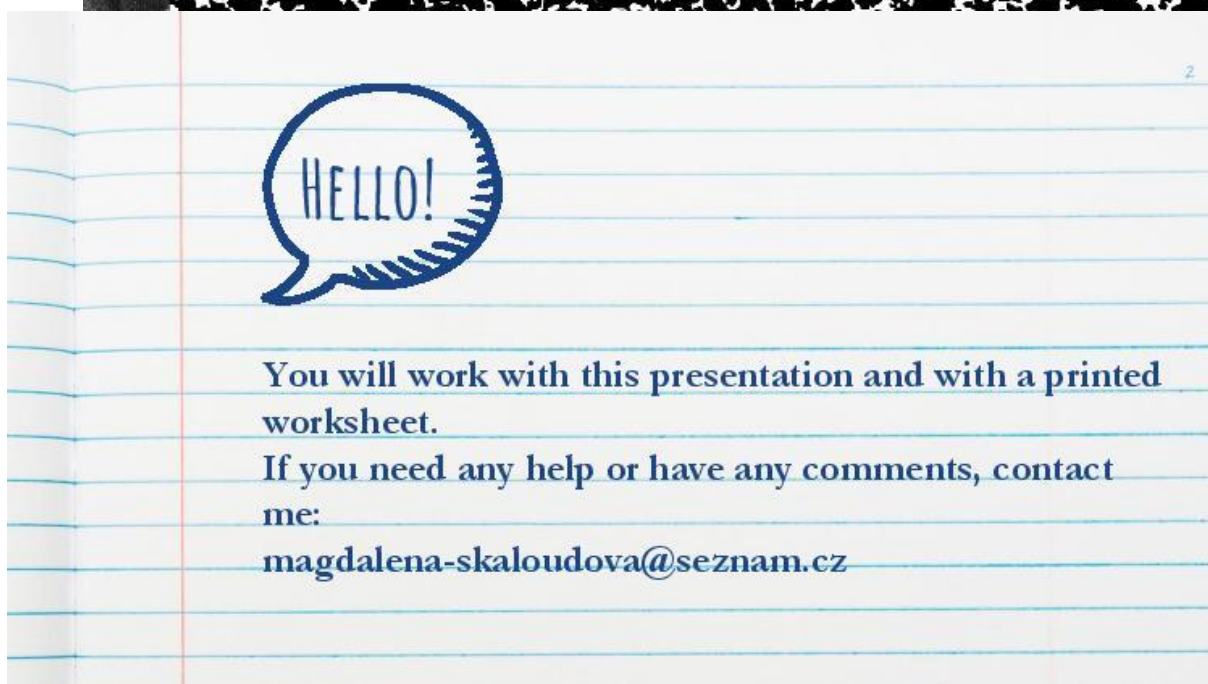 2
HELLO!
You will work with this presentation and with a printed
worksheet.
If you need any help or have any comments, contact
me:
magdalena-skaloudova@seznam.cz